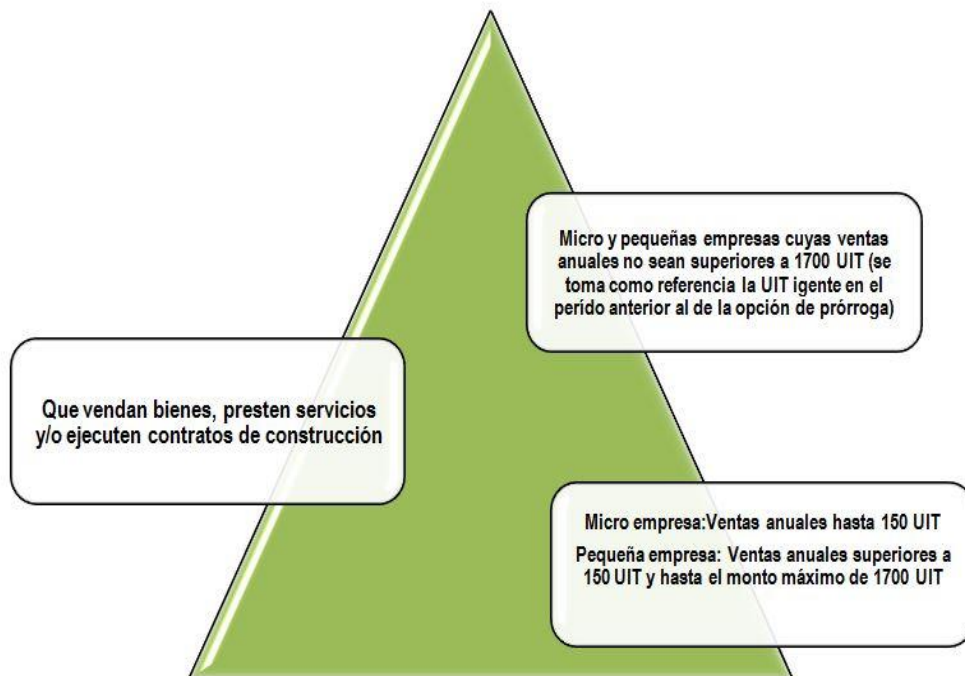 Micro y pequeñas empresas cuyas ventas
anuales no sean superiores a 1700 UIT (se
toma como referencia la UIT igente en el
perído anterior al de la opción de prórroga)
Que vendan bienes, presten servicios
y/o ejecuten contratos de construcción
Micro empresa:Ventas anuales hasta 150 UIT
Pequeña empresa: Ventas anuales superiores a
150 UIT y hasta el monto máximo de 1700 UIT